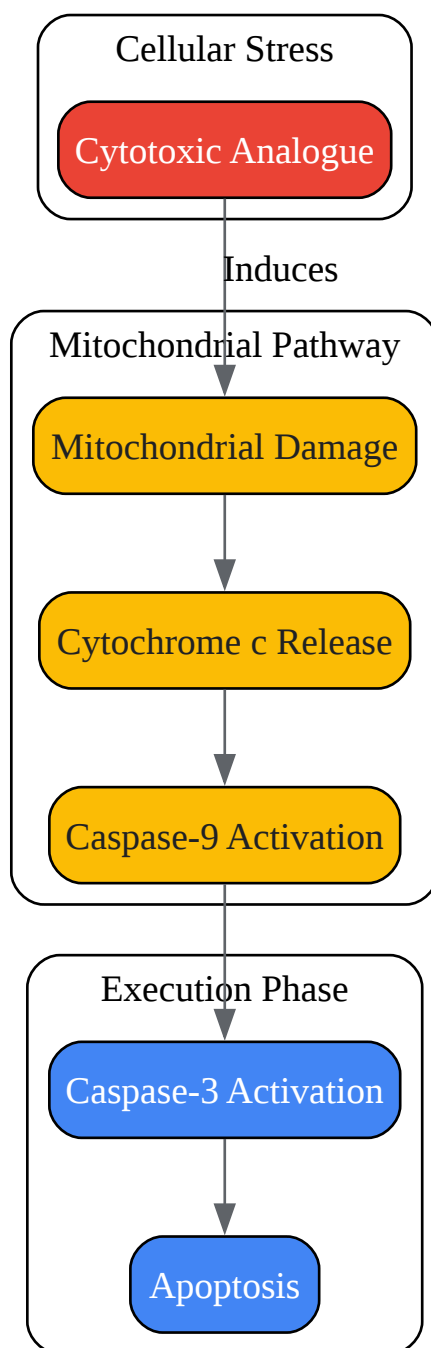 Cellular Stress
Cytotoxic Analogue
Induces
Mitochondrial Pathway
Mitochondrial Damage
Cytochrome c Release
Caspase-9 Activation
Execution Phase
Caspase-3 Activation
Apoptosis